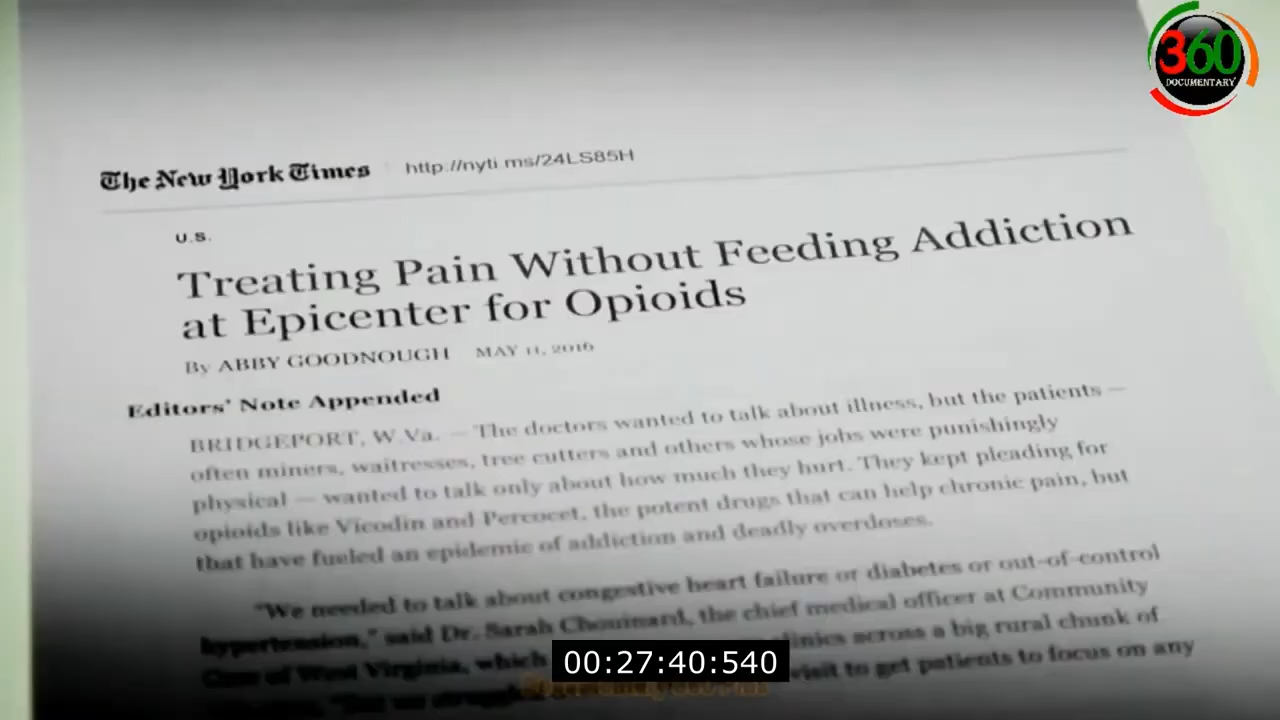 360
DOCUMENTARY
The New York Times
http://nyti.ms/24LS85H
U.S.
Treating Pain Without Feeding Addiction
at Epicenter for Opioids
By ABBY GOODNOUGH MAY 11, 2016
Editors' Note Appended
BRIDGEPORT, W.Va. — The doctors wanted to talk about illness, but the patients —
often miners, waitresses, tree cutters and others whose jobs were punishingly
physical — wanted to talk only about how much they hurt. They kept pleading for
opioids like Vicodin and Percocet, the potent drugs that can help chronic pain, but
that have fueled an epidemic of addiction and deadly overdoses.
"We needed to talk about congestive heart failure or diabetes or out-of-control
hypertension," said Dr. Sarah Chouinard, the chief medical officer at Community
Care of West Virginia, which clinics across a big rural chunk of
visit to get patients to focus on any
00:27:40:540